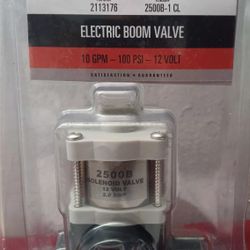 2113176
2500B-1 CL
ELECTRIC BOOM VALVE
10 GPM - 100 PSI - 12 VOLT
SATISFACTION GUARANTEED
2500B
SOLENOID VALVE
12 VOLT